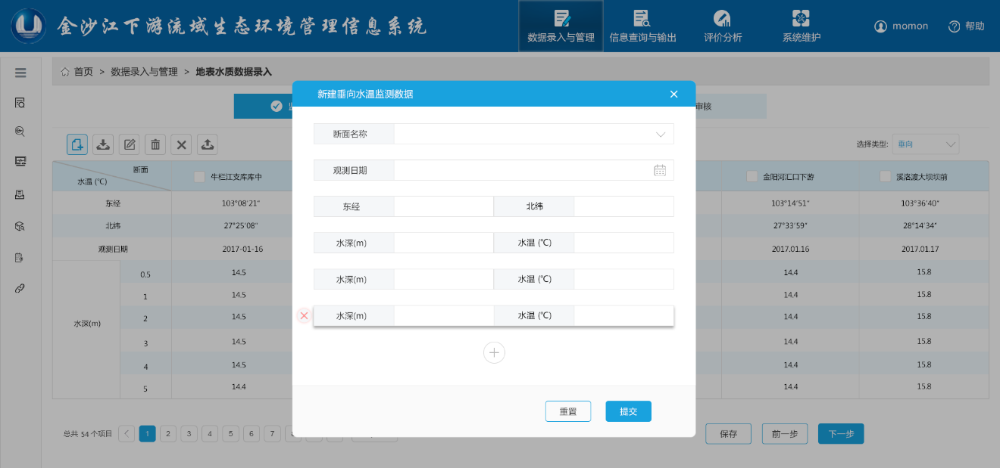 金沙江下游流域生态环境管理信息系统
数据录入与管理 信息查询与输出 评价分析 系统维护 momon 帮助
首页 > 数据录入与管理 > 地表水质数据录入
新建垂向水温监测数据
审核
断面名称
选择类型: 垂向
观测日期
断面
水温 (℃)
牛栏江支库库中 金阳河汇口下游 溪洛渡大坝坝前
东经 103°08'21" 103°14'51" 103°36'40"
东经 北纬
北纬 27°25'08" 27°33'59" 28°14'34"
水深(m) 水温 (℃)
观测日期 2017-01-16 2017.01.16 2017.01.17
0.5 14.5 14.4 15.8
水深(m) 水温 (℃)
1 14.5 14.4 15.8
水深(m) 水温 (℃)
2 14.5 14.4 15.8
水深(m)
3 14.5 14.4 15.8
4 14.5 14.4 15.8
5 14.4 14.4 15.8
重置 提交
总共 54 个项目 1 2 3 4 5 6 7
保存 前一步 下一步